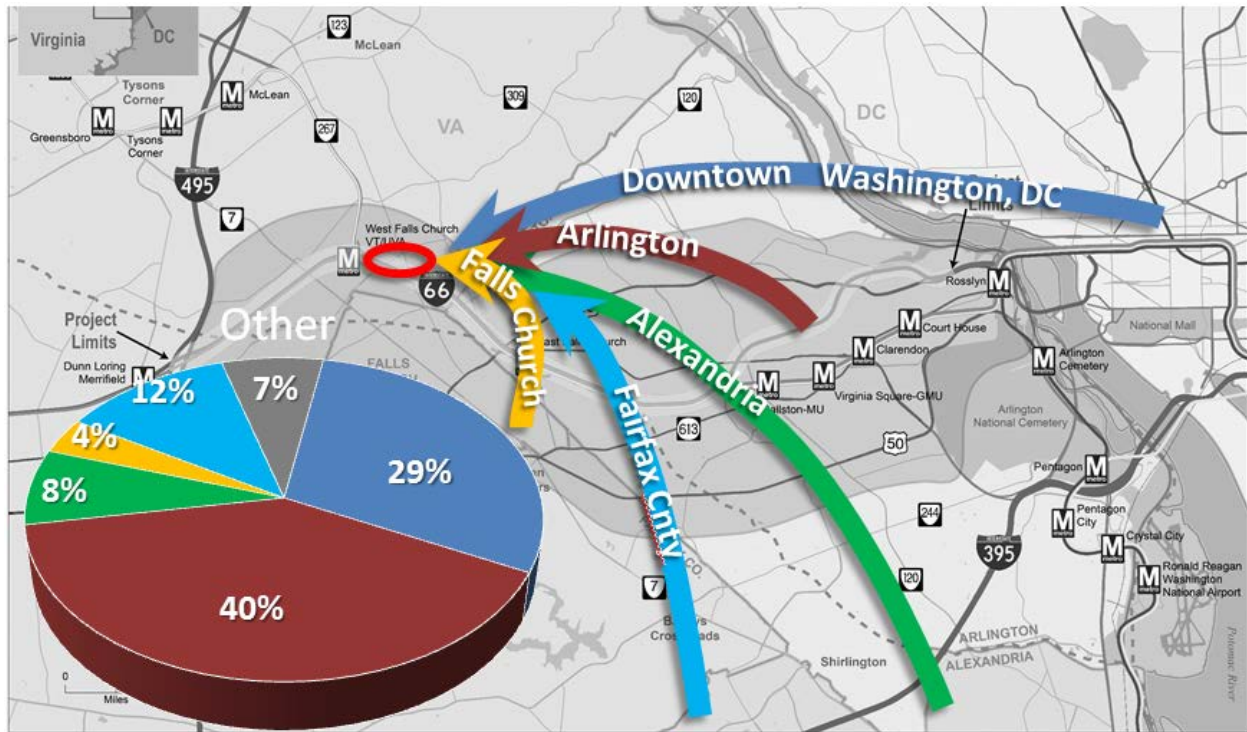 Virginia
DC
123
McLean
Tysons
Corner
McLean
Greensboro
Tysons
Corner
267
309
120
VA
DC
495
7
West Falls Church
VT/UVA
66
Downtown Washington, DC
Limits
Arlington
Falls Church
Alexandria
Fairfax Cnty
Rosslyn
Court House
Clarendon
Virginia Square-GMU
National Mall
Arlington
Cemetery
Arlington
National Cemetery
Project
Limits
Dunn Loring
Merrifield
FALLS
Other
12%
7%
4%
8%
29%
40%
613
50
Pentagon
244
Pentagon
City
395
Crystal City
7
CO.
120
Ronald Reagan
Washington
National Airport
Shirlington
ARLINGTON
ALEXANDRIA
Potomac River
0
Miles